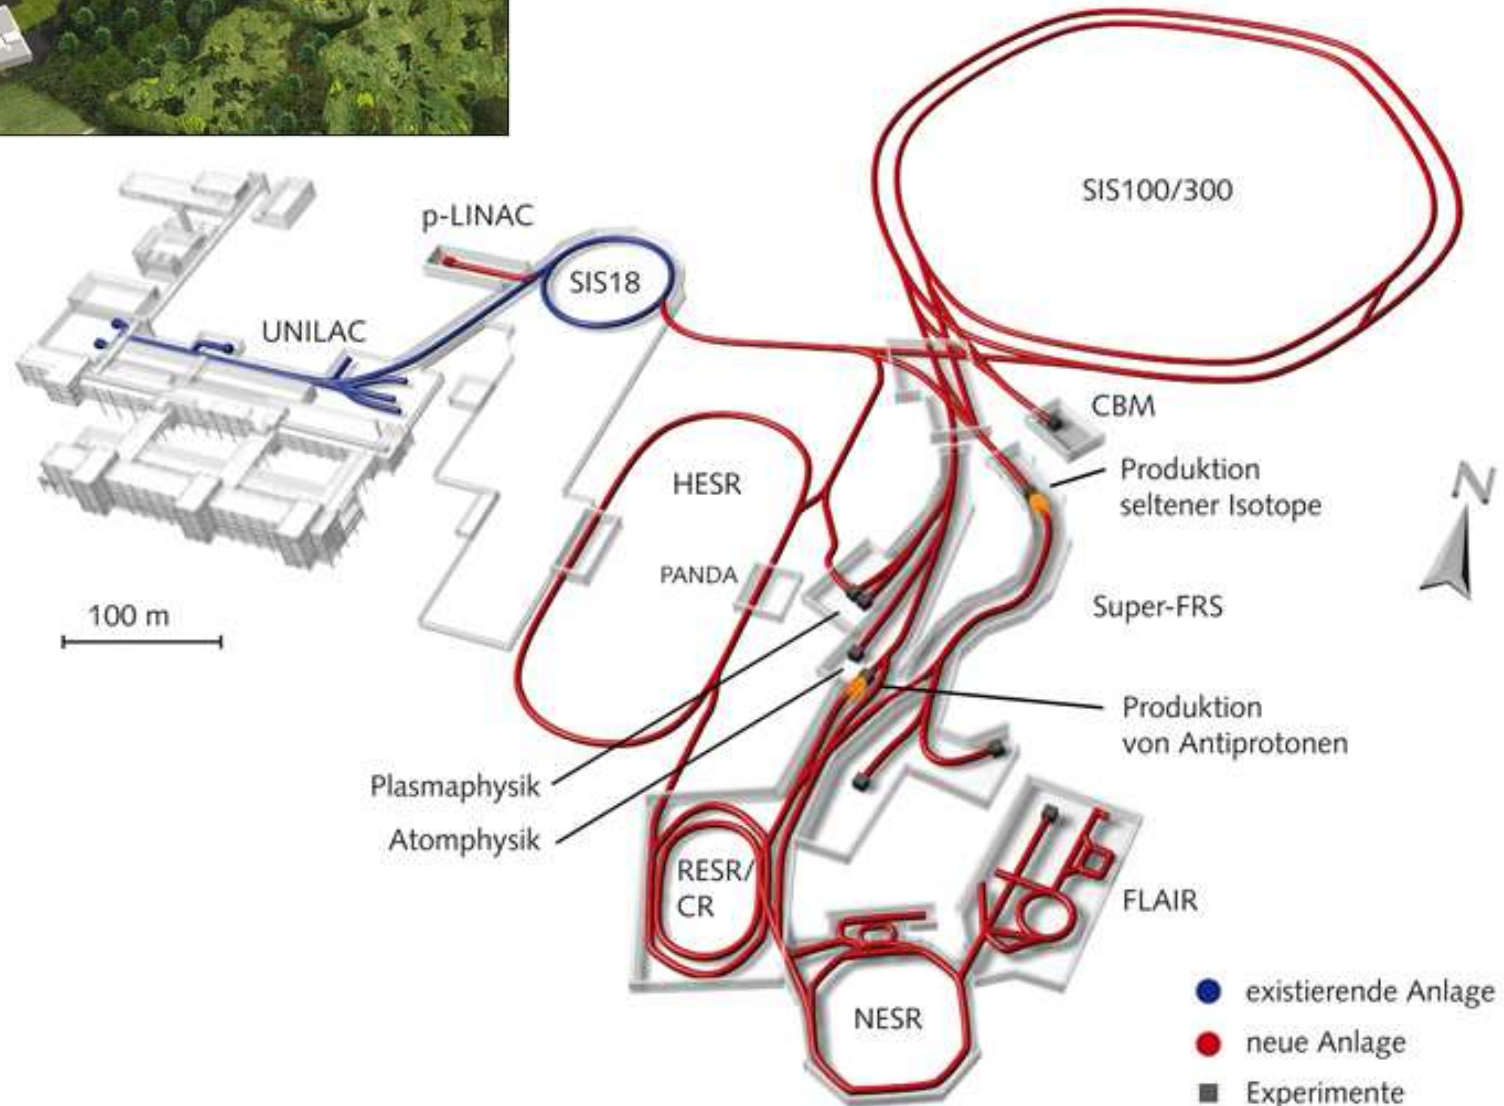 SIS100/300
p-LINAC
SIS18
UNILAC
CBM
Produktion
seltener Isotope
HESR
N
PANDA
100 m
Super-FRS
Produktion
von Antiprotonen
Plasmaphysik
Atomphysik
RESR/
CR
FLAIR
NESR
existierende Anlage
neue Anlage
Experimente